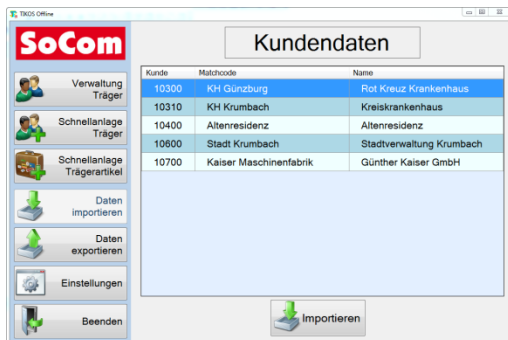 TIKOS Offline
SoCom
Kundendaten
Verwaltung
Träger
Schnellanlage
Träger
Schnellanlage
Trägerartikel
Daten
importieren
Daten
exportieren
Einstellungen
Beenden
Kunde Matchcode Name
10300 KH Günzburg Rot Kreuz Krankenhaus
10310 KH Krumbach Kreiskrankenhaus
10400 Altenresidenz Altenresidenz
10600 Stadt Krumbach Stadtverwaltung Krumbach
10700 Kaiser Maschinenfabrik Günther Kaiser GmbH
Importieren